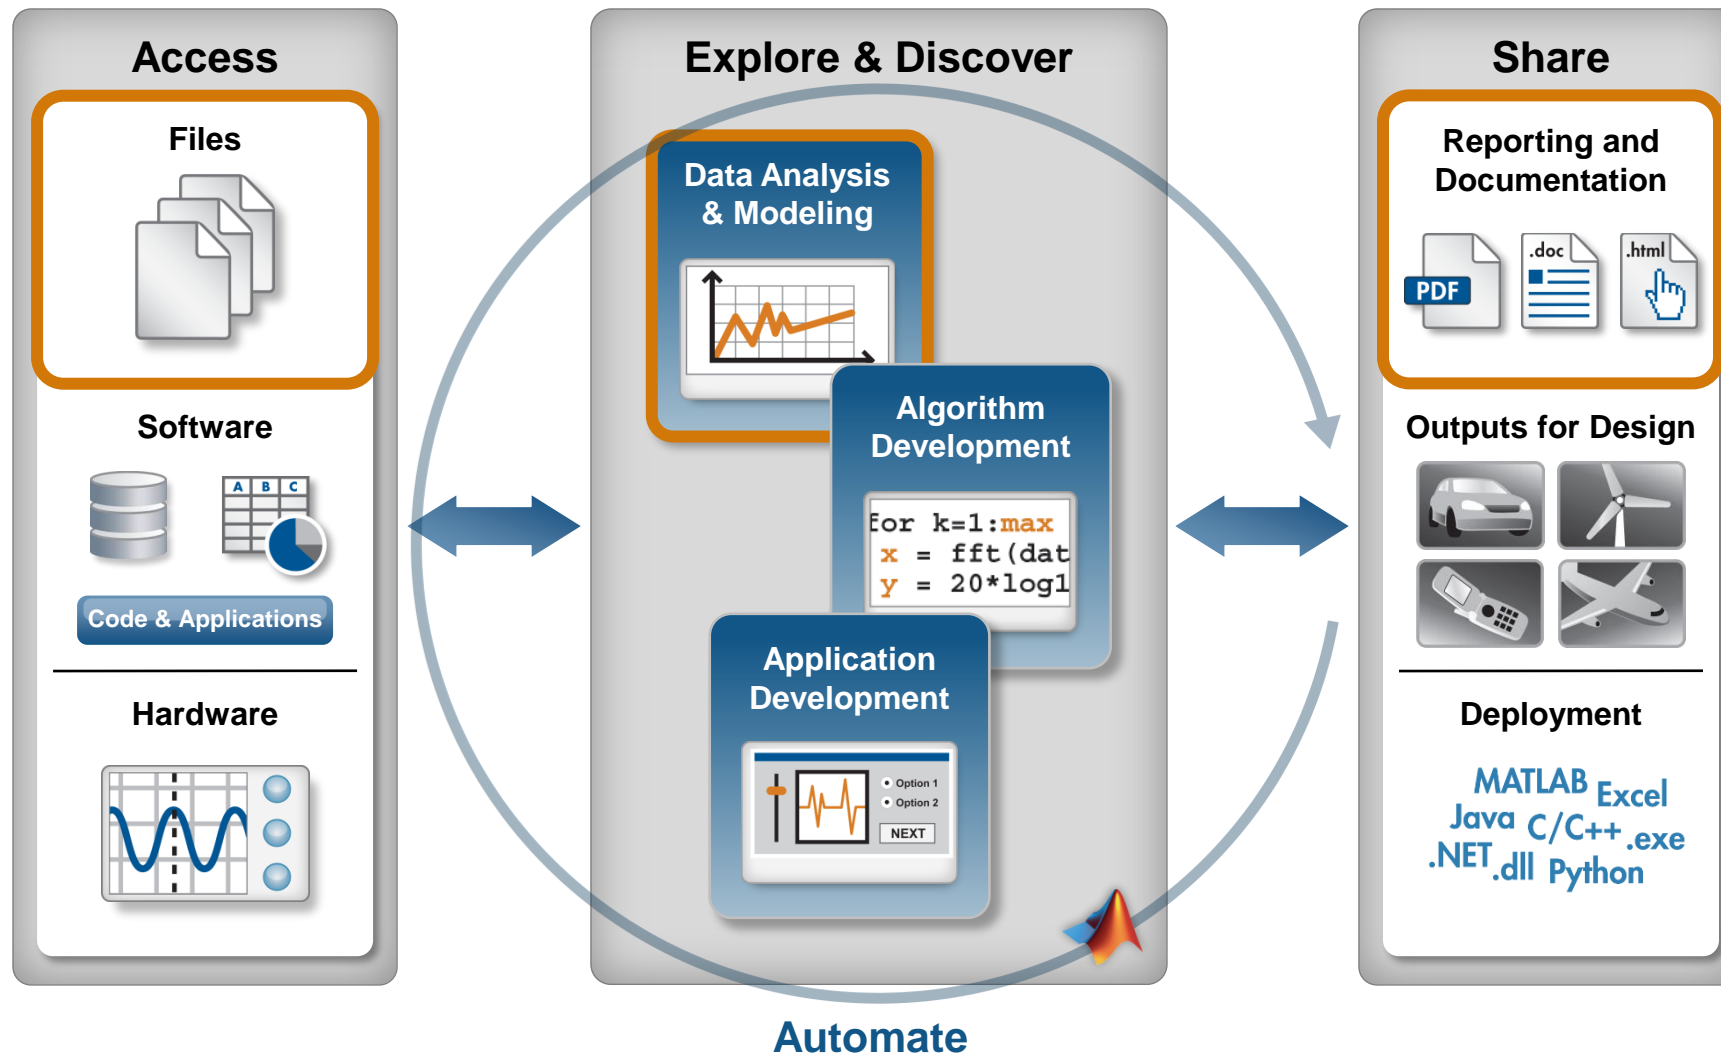 Access
Files
Software
A B C
Code & Applications
Hardware
Explore & Discover
Data Analysis
& Modeling
Algorithm
Development
for k=1:max
x = fft(dat
y = 20*log1
Application
Development
Option 1
Option 2
NEXT
Share
Reporting and
Documentation
PDF
.doc
.html
Outputs for Design
Deployment
MATLAB Excel
Java C/C++ .exe
.NET .dll Python
Automate